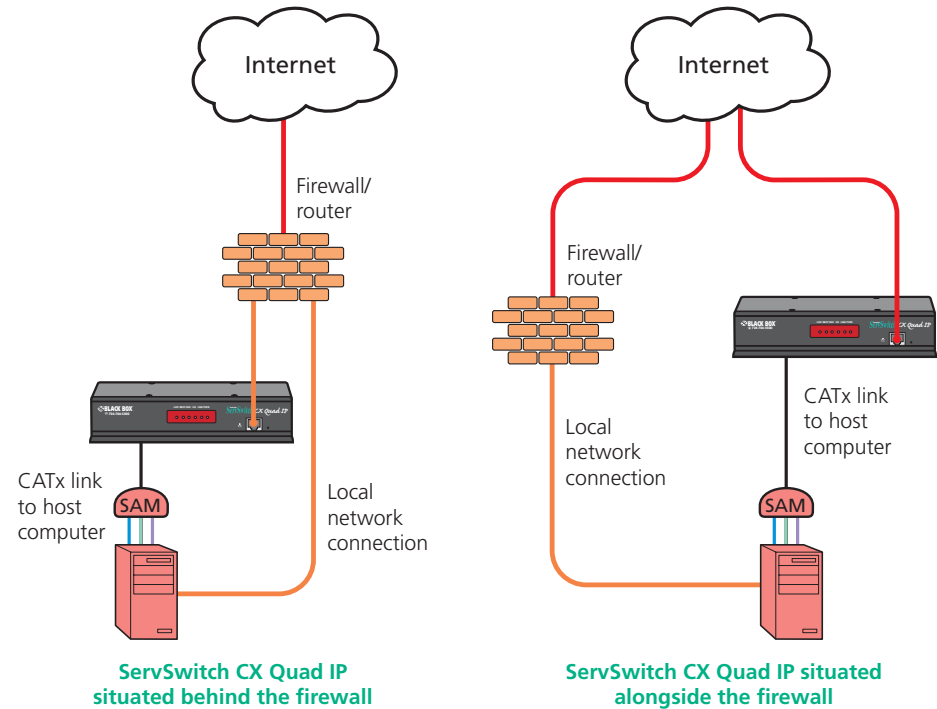 Internet
Firewall/
router
BLACK BOX
ServSwitch CX Quad IP
CATx link
to host
computer
SAM
Local
network
connection
ServSwitch CX Quad IP
situated behind the firewall
Internet
Firewall/
router
BLACK BOX
ServSwitch CX Quad IP
CATx link
to host
computer
Local
network
connection
SAM
ServSwitch CX Quad IP situated
alongside the firewall